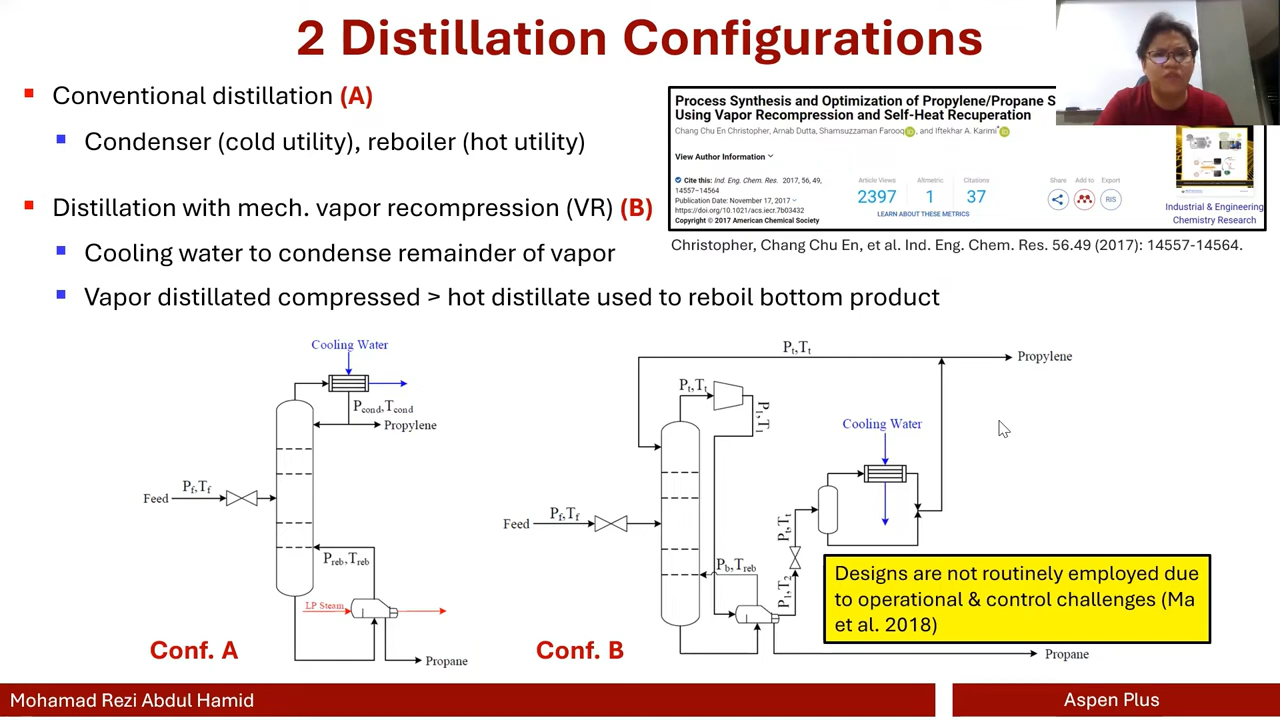 2 Distillation Configurations
Conventional distillation (A)
Condenser (cold utility), reboiler (hot utility)
Distillation with mech. vapor recompression (VR) (B)
Cooling water to condense remainder of vapor
Vapor distillated compressed > hot distillate used to reboil bottom product
Process Synthesis and Optimization of Propylene/Propane S
Using Vapor Recompression and Self-Heat Recuperation
Chang Chu En Christopher, Arnab Dutta, Shamsuzzaman Farooq, and Iftekhar A. Karimi*
View Author Information
Cite this: Ind. Eng. Chem. Res. 2017, 56, 49,
14557–14564
Publication Date: November 17, 2017
https://doi.org/10.1021/acs.iecr.7b03432
Copyright © 2017 American Chemical Society
Article Views
2397
Altmetric
1
Citations
37
LEARN ABOUT THESE METRICS
Share
Add to
Export
RIS
Industrial & Engineering
Chemistry Research
Christopher, Chang Chu En, et al. Ind. Eng. Chem. Res. 56.49 (2017): 14557-14564.
Cooling Water
Pcond,Tcond
Propylene
Pf,Tf
Feed
Preb,Treb
LP Steam
Propane
Conf. A
Pt,Tt
Propylene
Pt,Tt
P1,T1
Cooling Water
Pf,Tf
Feed
Pt,Tt
Pb,Treb
P1,T2
Propane
Conf. B
Designs are not routinely employed due
to operational & control challenges (Ma
et al. 2018)
Mohamad Rezi Abdul Hamid
Aspen Plus